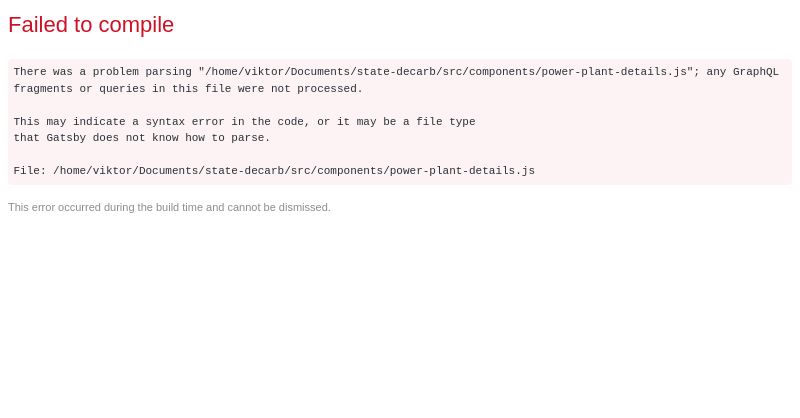 Failed to compile
There was a problem parsing "/home/viktor/Documents/state-decarb/src/components/power-plant-details.js"; any GraphQL
fragments or queries in this file were not processed.
This may indicate a syntax error in the code, or it may be a file type
that Gatsby does not know how to parse.
File: /home/viktor/Documents/state-decarb/src/components/power-plant-details.js
This error occurred during the build time and cannot be dismissed.